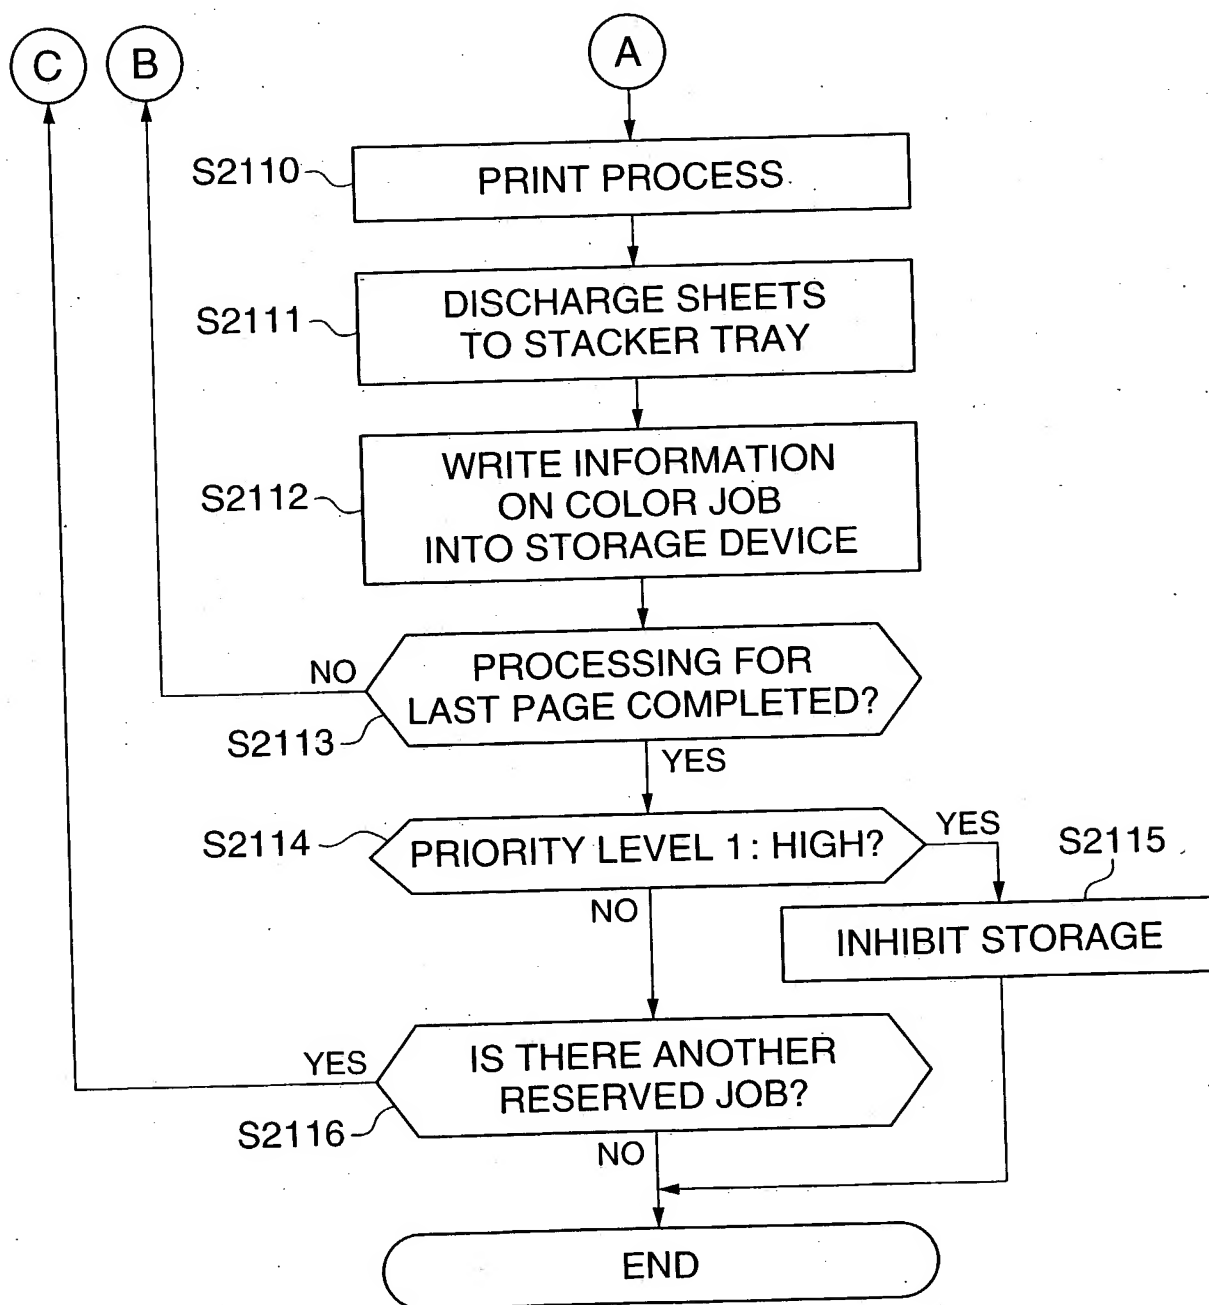 C
B
A
S2110
PRINT PROCESS
S2111
DISCHARGE SHEETS
TO STACKER TRAY
S2112
WRITE INFORMATION
ON COLOR JOB
INTO STORAGE DEVICE
NO
PROCESSING FOR
LAST PAGE COMPLETED?
S2113
YES
S2114
PRIORITY LEVEL 1: HIGH?
YES
S2115
NO
INHIBIT STORAGE
YES
IS THERE ANOTHER
RESERVED JOB?
S2116
NO
END